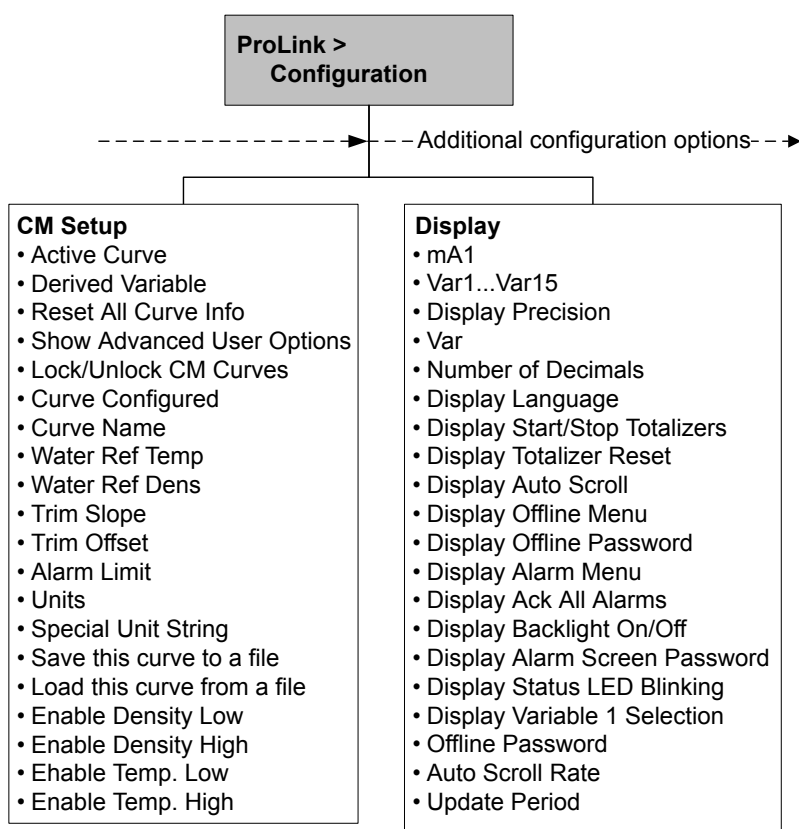 ProLink >
Configuration
Additional configuration options
CM Setup
• Active Curve
• Derived Variable
• Reset All Curve Info
• Show Advanced User Options
• Lock/Unlock CM Curves
• Curve Configured
• Curve Name
• Water Ref Temp
• Water Ref Dens
• Trim Slope
• Trim Offset
• Alarm Limit
• Units
• Special Unit String
• Save this curve to a file
• Load this curve from a file
• Enable Density Low
• Enable Density High
• Ehable Temp. Low
• Enable Temp. High
Display
• mA1
• Var1...Var15
• Display Precision
• Var
• Number of Decimals
• Display Language
• Display Start/Stop Totalizers
• Display Totalizer Reset
• Display Auto Scroll
• Display Offline Menu
• Display Offline Password
• Display Alarm Menu
• Display Ack All Alarms
• Display Backlight On/Off
• Display Alarm Screen Password
• Display Status LED Blinking
• Display Variable 1 Selection
• Offline Password
• Auto Scroll Rate
• Update Period